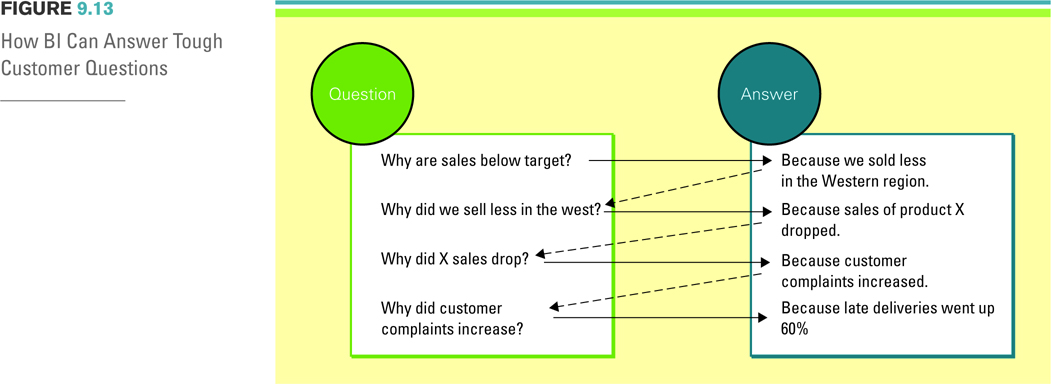 FIGURE 9.13
How BI Can Answer Tough
Customer Questions
Question
Answer
Why are sales below target?
Because we sold less
in the Western region.
Why did we sell less in the west?
Because sales of product X
dropped.
Why did X sales drop?
Because customer
complaints increased.
Why did customer
complaints increase?
Because late deliveries went up
60%